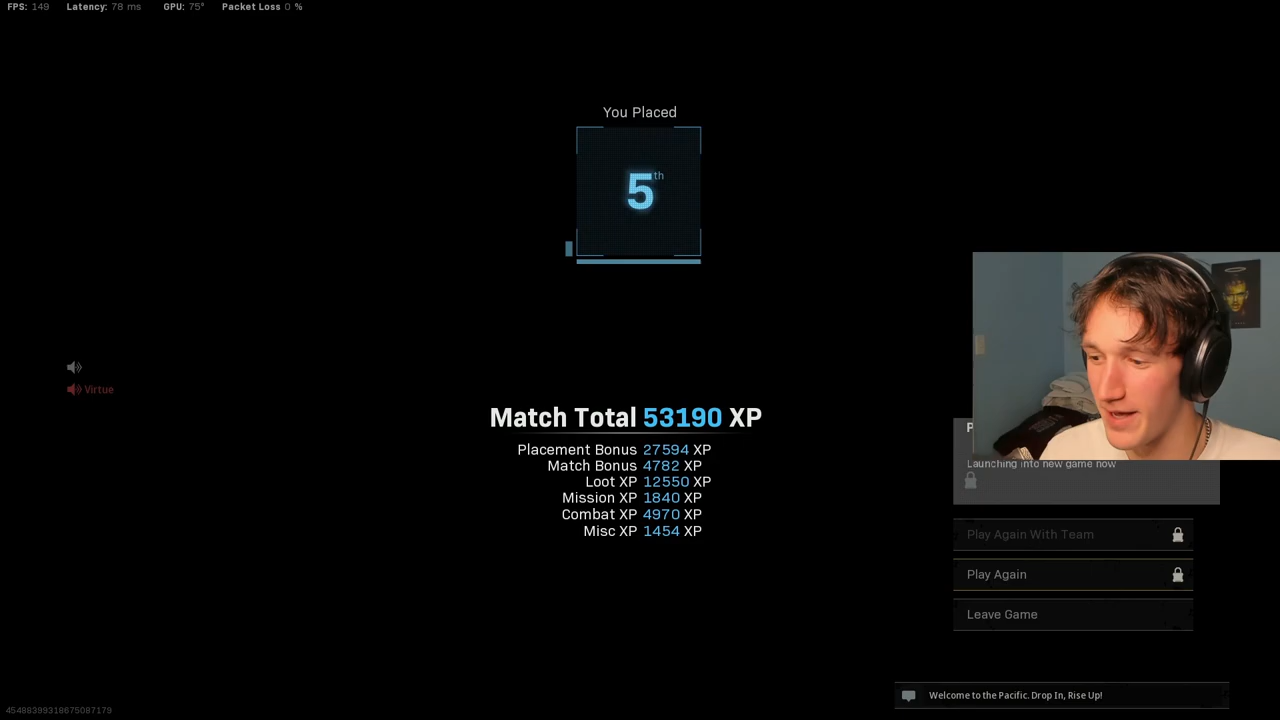 FPS: 149 Latency: 78 ms GPU: 75° Packet Loss 0 %
You Placed
5th
Virtue
Match Total 53190 XP
Placement Bonus 27594 XP
Match Bonus 4782 XP
Loot XP 12550 XP
Mission XP 1840 XP
Combat XP 4970 XP
Misc XP 1454 XP
Launching into new game now
Play Again With Team
Play Again
Leave Game
Welcome to the Pacific. Drop In, Rise Up!
45488399318675087179